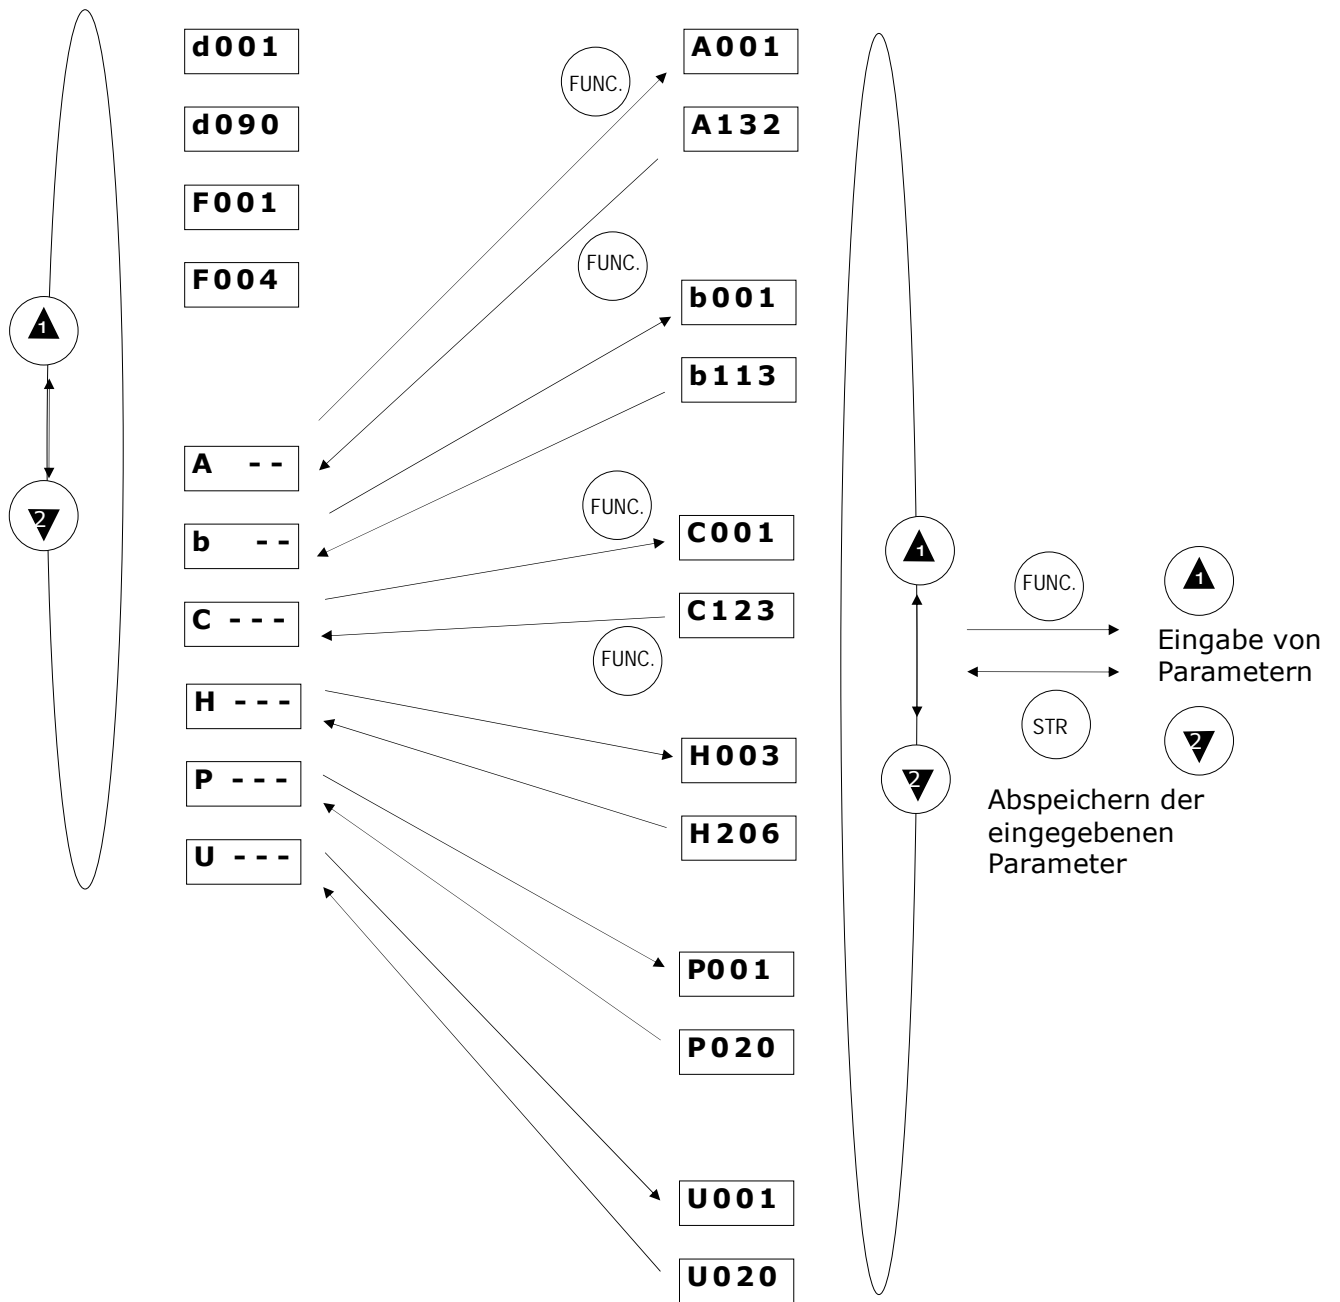 d001
d090
F001
F004
1
2
A --
b --
C ---
H ---
P ---
U ---
FUNC.
FUNC.
FUNC.
FUNC.
A001
A132
b001
b113
C001
C123
H003
H206
P001
P020
U001
U020
1
2
FUNC.
STR
Abspeichern der
eingegebenen
Parameter
1
Eingabe von
Parametern
2